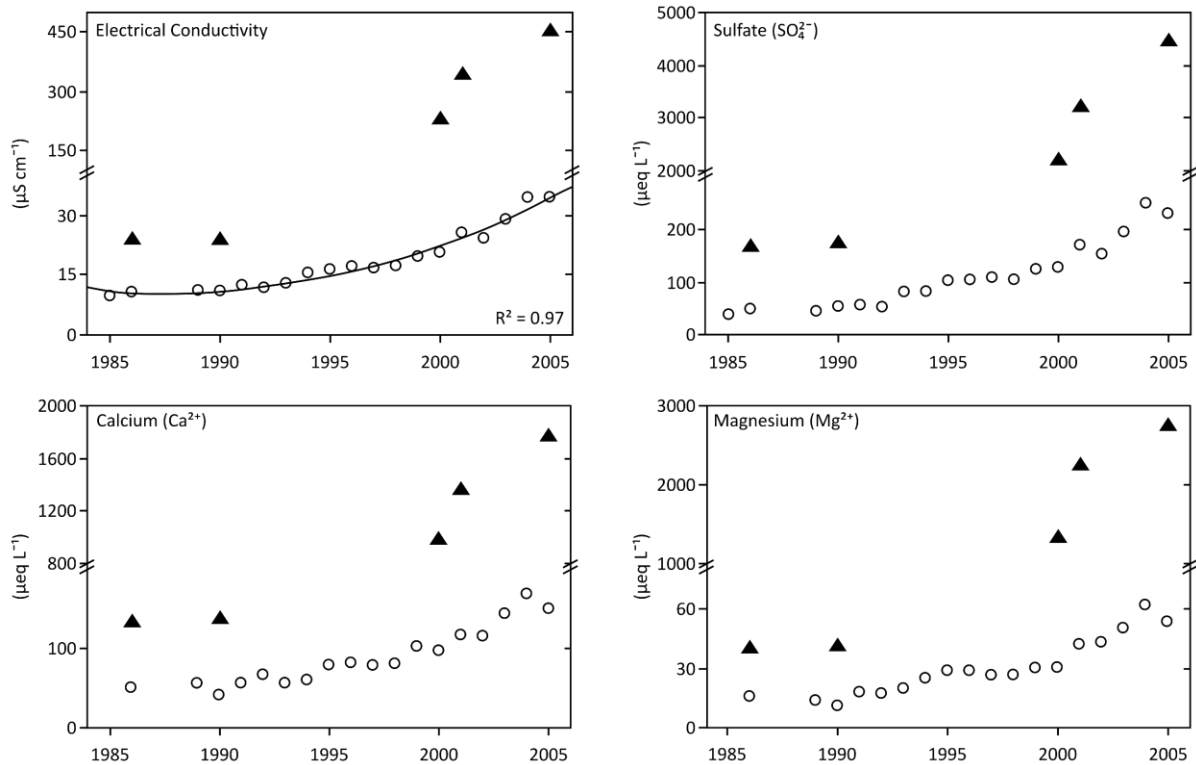 Electrical Conductivity
(µS cm⁻¹)
450
300
150
30
15
0
R² = 0.97
1985 1990 1995 2000 2005
Sulfate (SO₄²⁻)
(µeq L⁻¹)
5000
4000
3000
2000
200
100
0
1985 1990 1995 2000 2005
Calcium (Ca²⁺)
(µeq L⁻¹)
2000
1600
1200
800
100
0
1985 1990 1995 2000 2005
Magnesium (Mg²⁺)
(µeq L⁻¹)
3000
2000
1000
60
30
0
1985 1990 1995 2000 2005